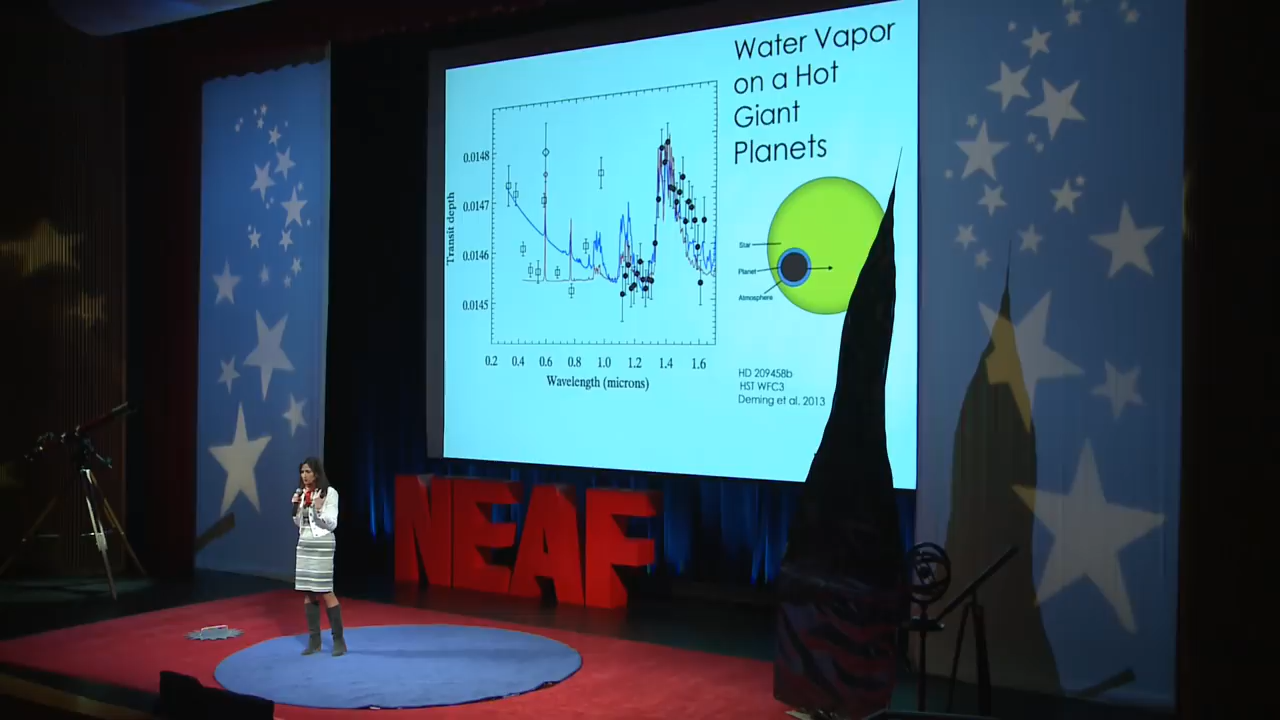 Water Vapor
on a Hot
Giant
Planets
0.0148
0.0147
0.0146
0.0145
Transit depth
0.2 0.4 0.6 0.8 1.0 1.2 1.4 1.6
Wavelength (microns)
Star
Planet
Atmosphere
HD 209458b
HST WFC3
Deming et al. 2013
NEAF